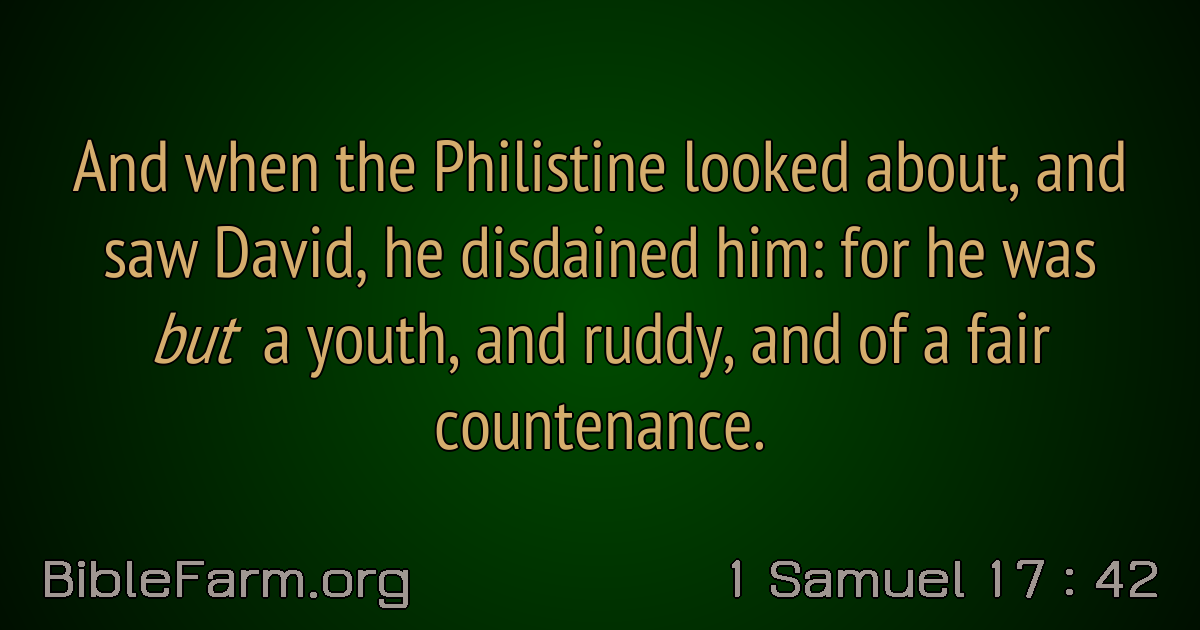 And when the Philistine looked about, and
saw David, he disdained him: for he was
but a youth, and ruddy, and of a fair
countenance.
BibleFarm.org
1 Samuel 17 : 42